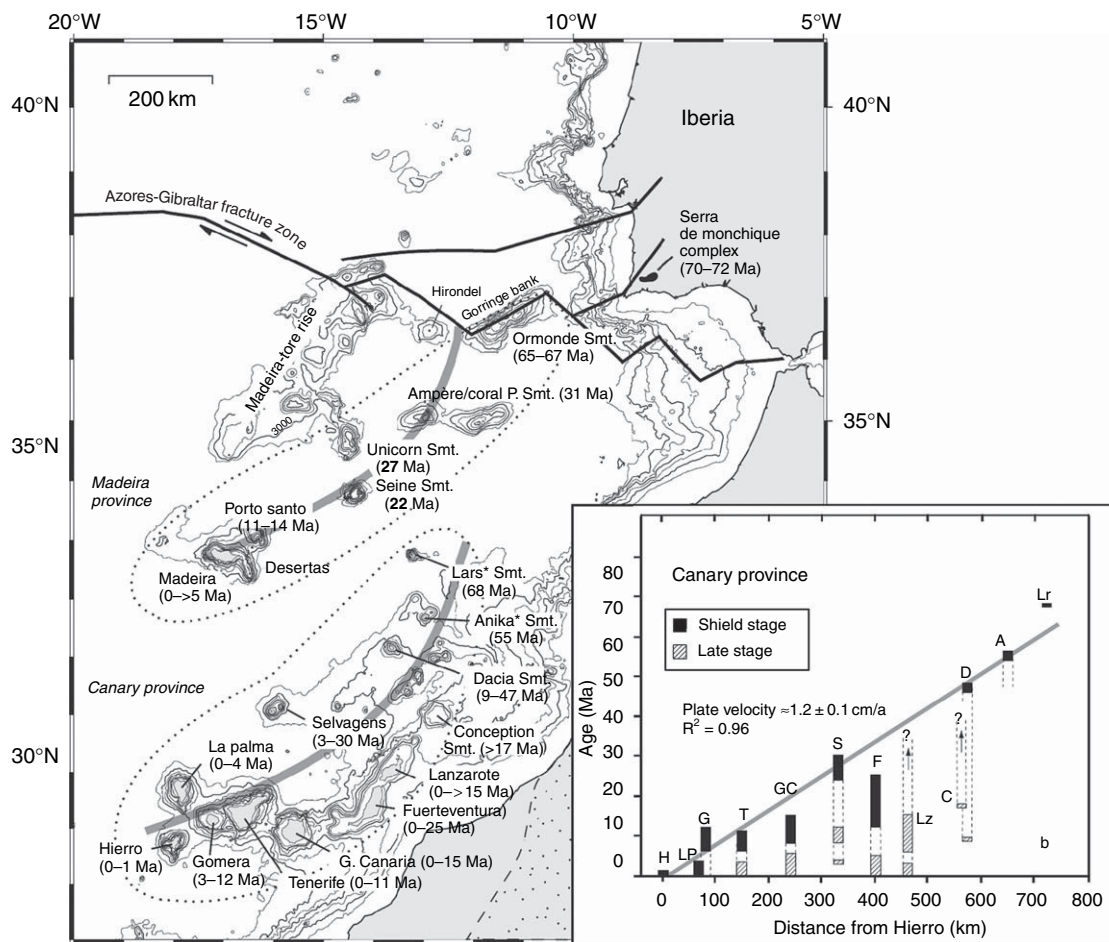 20°W
15°W
10°W
5°W
200 km
40°N
40°N
Iberia
Azores-Gibraltar fracture zone
Serra
de monchique
complex
(70–72 Ma)
Hirondel
Gorringe bank
Ormonde Smt.
(65–67 Ma)
Madeira-tore rise
3000
Ampère/coral P. Smt. (31 Ma)
35°N
35°N
Unicorn Smt.
(27 Ma)
Seine Smt.
(22 Ma)
Madeira
province
Porto santo
(11–14 Ma)
Madeira
(0–>5 Ma)
Desertas
Lars* Smt.
(68 Ma)
Anika* Smt.
(55 Ma)
Dacia Smt.
(9–47 Ma)
Canary province
Selvagens
(3–30 Ma)
Conception
Smt. (>17 Ma)
30°N
La palma
(0–4 Ma)
Lanzarote
(0–>15 Ma)
Fuerteventura)
(0–25 Ma)
Hierro
(0–1 Ma)
Gomera
(3–12 Ma)
G. Canaria (0–15 Ma)
Tenerife (0–11 Ma)
Canary province
Shield stage
Late stage
Plate velocity ≈1.2 ± 0.1 cm/a
R² = 0.96
Age (Ma)
80
70
60
50
40
30
20
10
0
H
LP
G
T
GC
S
F
?
Lz
?
C
D
A
Lr
b
0
100
200
300
400
500
600
700
800
Distance from Hierro (km)